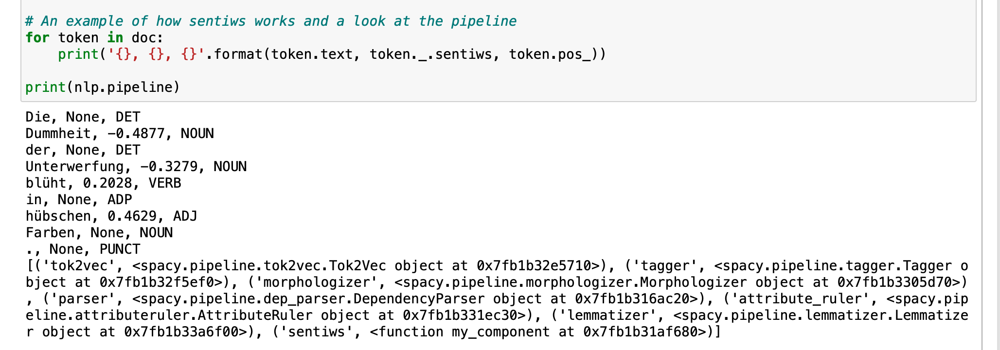 # An example of how sentiws works and a look at the pipeline
for token in doc:
    print('{}, {}, {}'.format(token.text, token._.sentiws, token.pos_))
print(nlp.pipeline)
Die, None, DET
Dummheit, -0.4877, NOUN
der, None, DET
Unterwerfung, -0.3279, NOUN
blüht, 0.2028, VERB
in, None, ADP
hübschen, 0.4629, ADJ
Farben, None, NOUN
., None, PUNCT
[('tok2vec', <spacy.pipeline.tok2vec.Tok2Vec object at 0x7fb1b32e5710>), ('tagger', <spacy.pipeline.tagger.Tagger o
bject at 0x7fb1b32f5ef0>), ('morphologizer', <spacy.pipeline.morphologizer.Morphologizer object at 0x7fb1b3305d70>)
, ('parser', <spacy.pipeline.dep_parser.DependencyParser object at 0x7fb1b316ac20>), ('attribute_ruler', <spacy.pip
eline.attributeruler.AttributeRuler object at 0x7fb1b331ec30>), ('lemmatizer', <spacy.pipeline.lemmatizer.Lemmatize
r object at 0x7fb1b33a6f00>), ('sentiws', <function my_component at 0x7fb1b31af680>)]